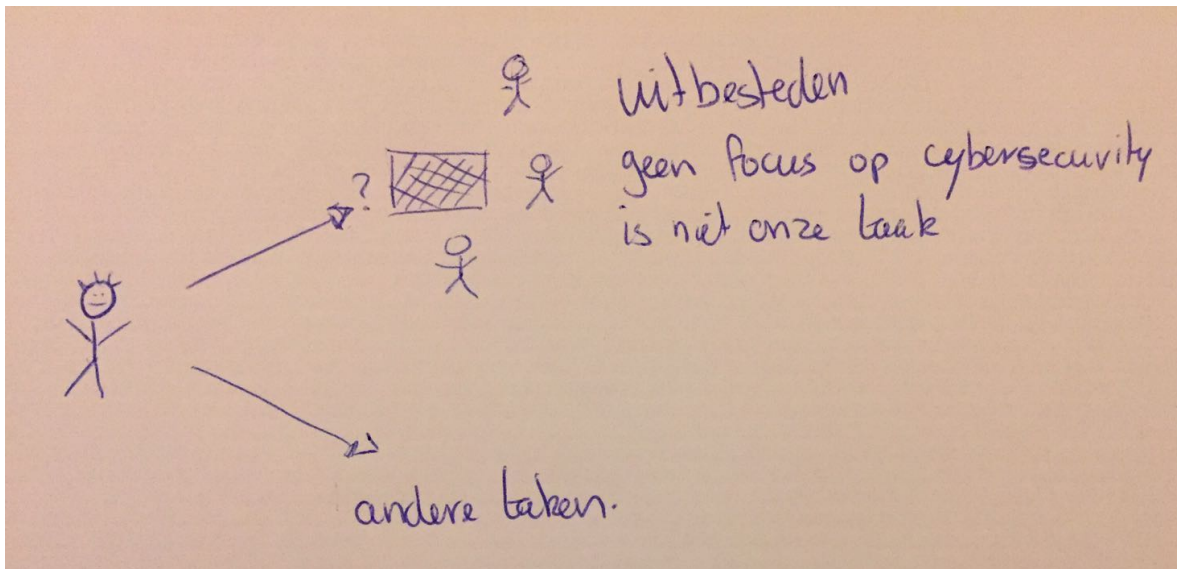 uitbesteden
geen focus op cybersecurity
is niet onze taak
?
andere taken.